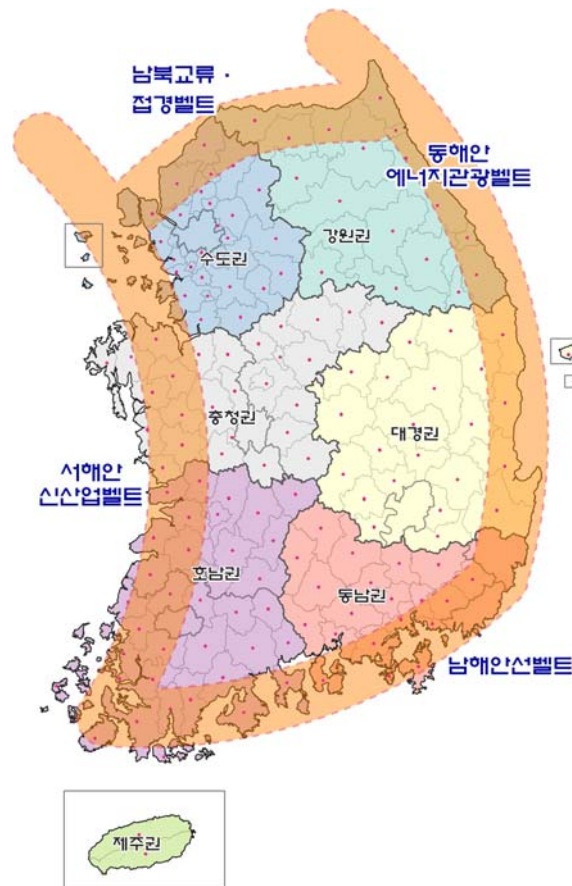 남북교류 ·
접경벨트
동해안
에너지관광벨트
강원권
수도권
충청권
대경권
서해안
신산업벨트
호남권
동남권
남해안선벨트
제주권